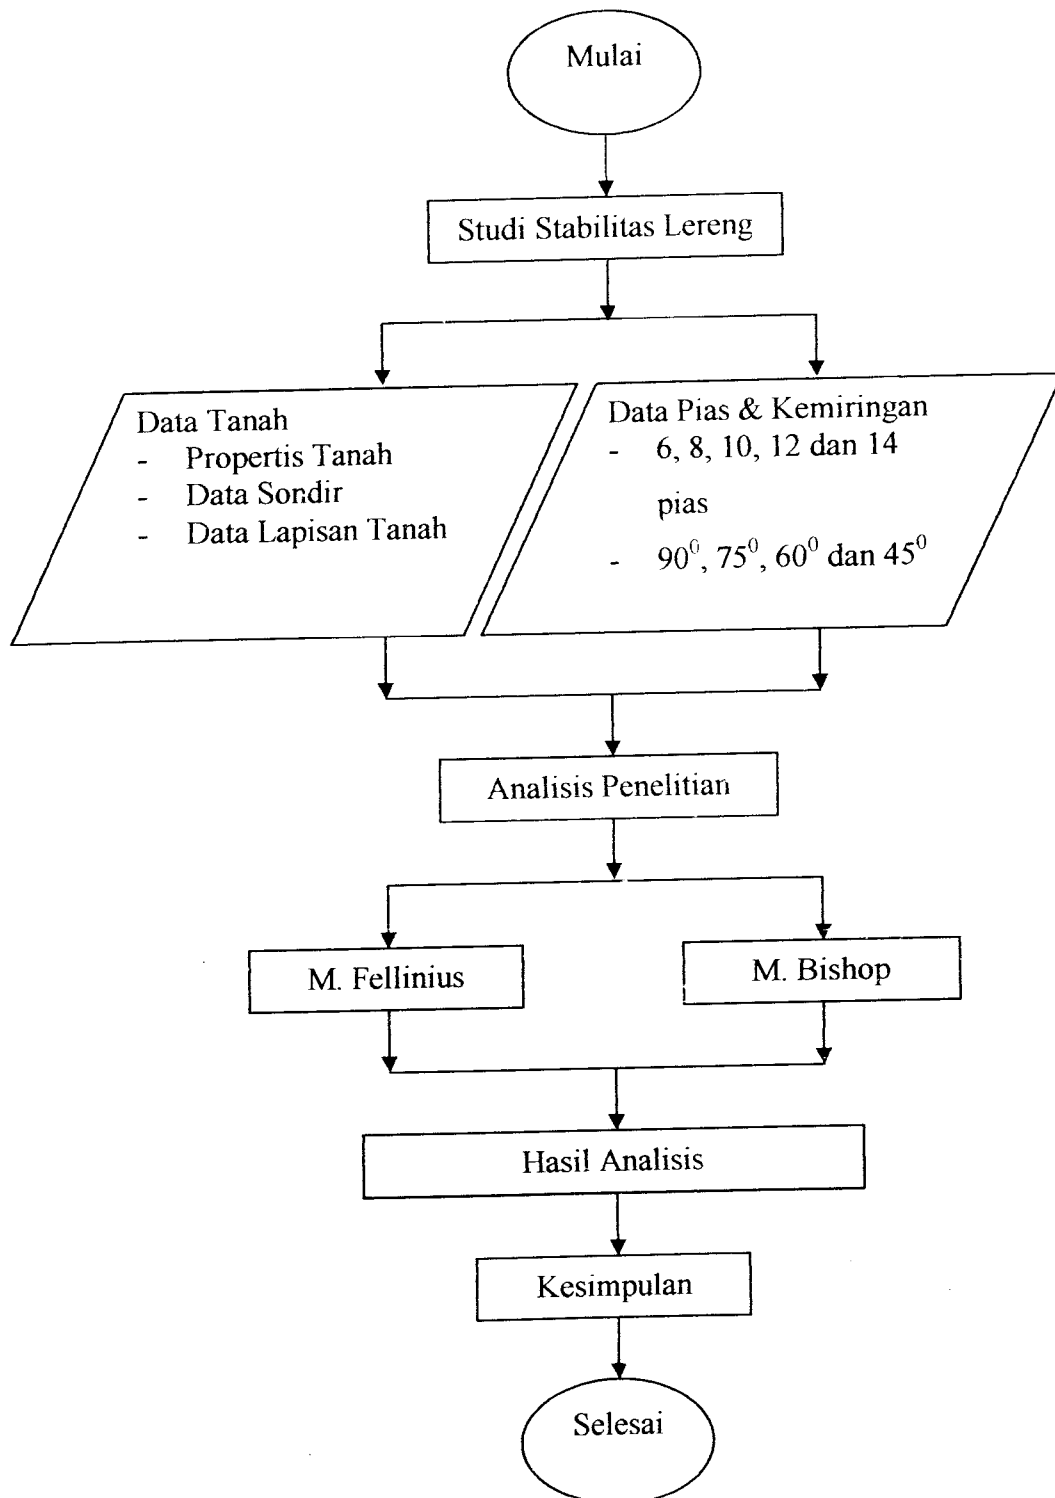 Mulai
Studi Stabilitas Lereng
Data Tanah
- Propertis Tanah
- Data Sondir
- Data Lapisan Tanah
Data Pias & Kemiringan
- 6, 8, 10, 12 dan 14
pias
- 90⁰, 75⁰, 60⁰ dan 45⁰
Analisis Penelitian
M. Fellinius
M. Bishop
Hasil Analisis
Kesimpulan
Selesai